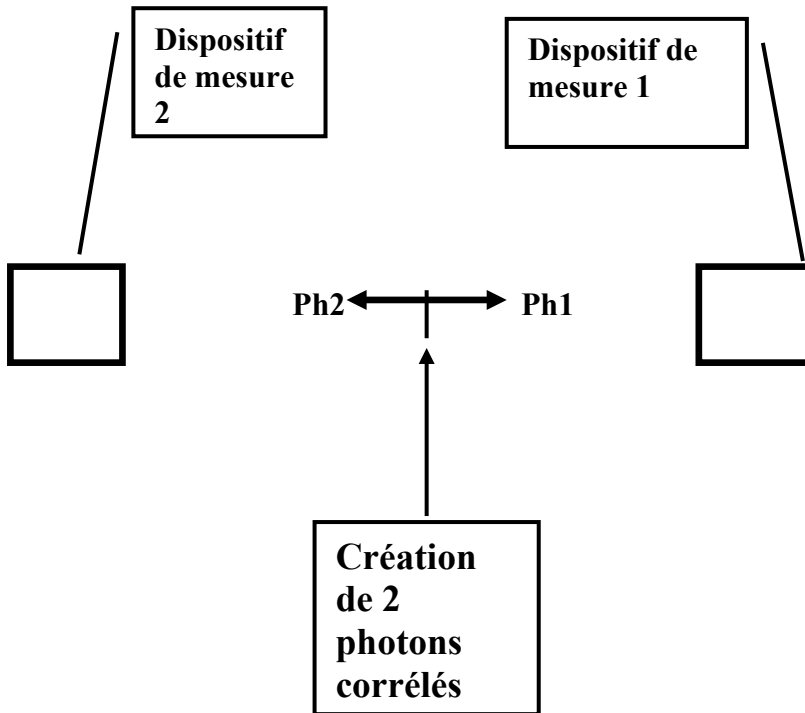 Dispositif
de mesure
2
Dispositif de
mesure 1
Ph2
Ph1
Création
de 2
photons
corrélés